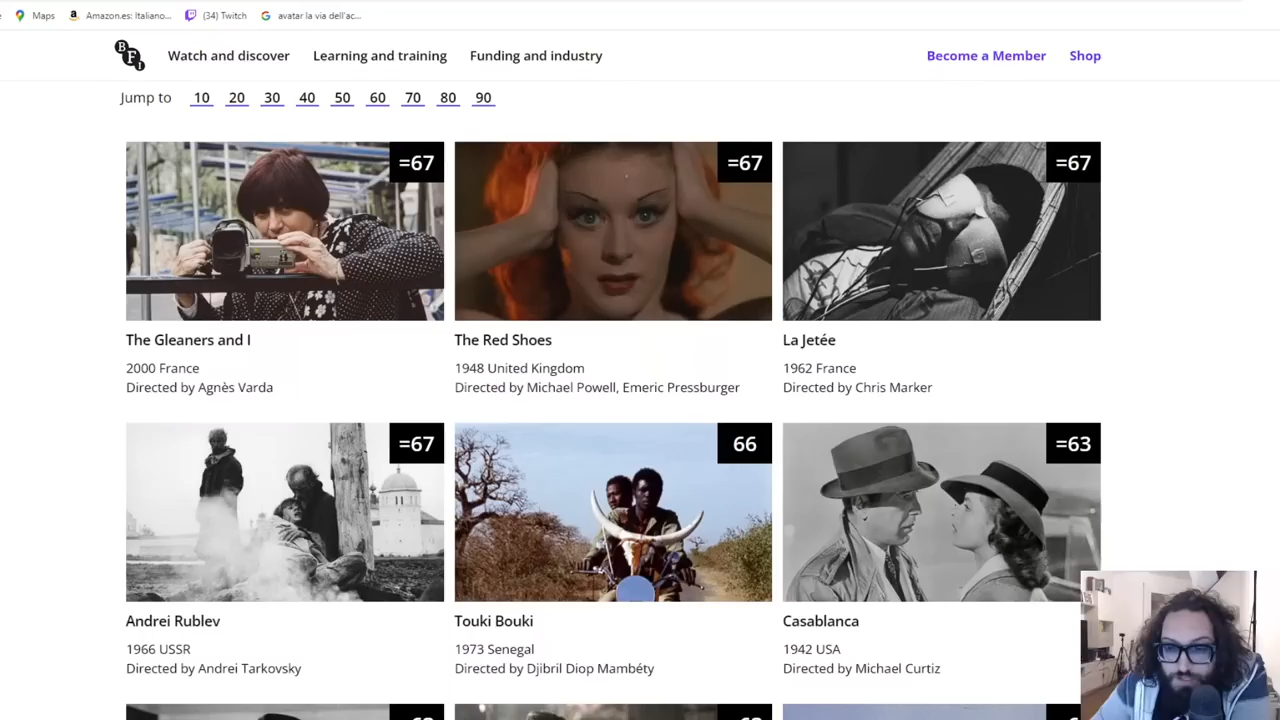 Maps Amazon.es: Italiano... (34) Twitch avatar la via dell'ac...
BFI Watch and discover Learning and training Funding and industry Become a Member Shop
Jump to 10 20 30 40 50 60 70 80 90
=67 =67 =67
The Gleaners and I The Red Shoes La Jetée
2000 France 1948 United Kingdom 1962 France
Directed by Agnès Varda Directed by Michael Powell, Emeric Pressburger Directed by Chris Marker
=67 66 =63
Andrei Rublev Touki Bouki Casablanca
1966 USSR 1973 Senegal 1942 USA
Directed by Andrei Tarkovsky Directed by Djibril Diop Mambéty Directed by Michael Curtiz